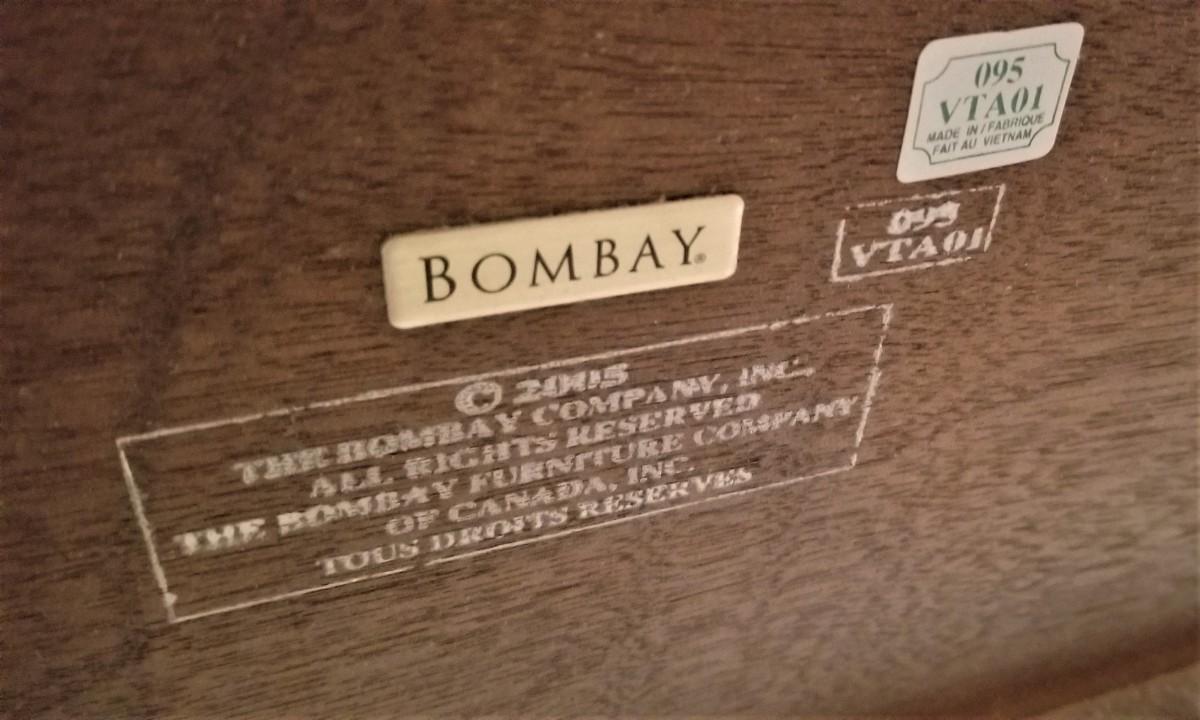 095
VTA01
MADE IN / FABRIQUE
FAIT AU VIETNAM
BOMBAY®
095
VTA01
© 2005
THE BOMBAY COMPANY, INC.
ALL RIGHTS RESERVED
THE BOMBAY FURNITURE COMPANY
OF CANADA, INC.
TOUS DROITS RESERVES